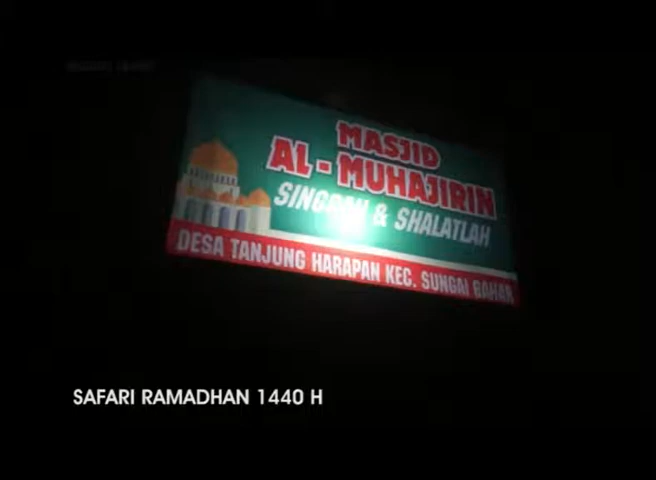 MASJID
AL - MUHAJIRIN
& SHALATLAH
DESA TANJUNG HARAPAN KEC. SUNGAI BAHAR
SAFARI RAMADHAN 1440 H